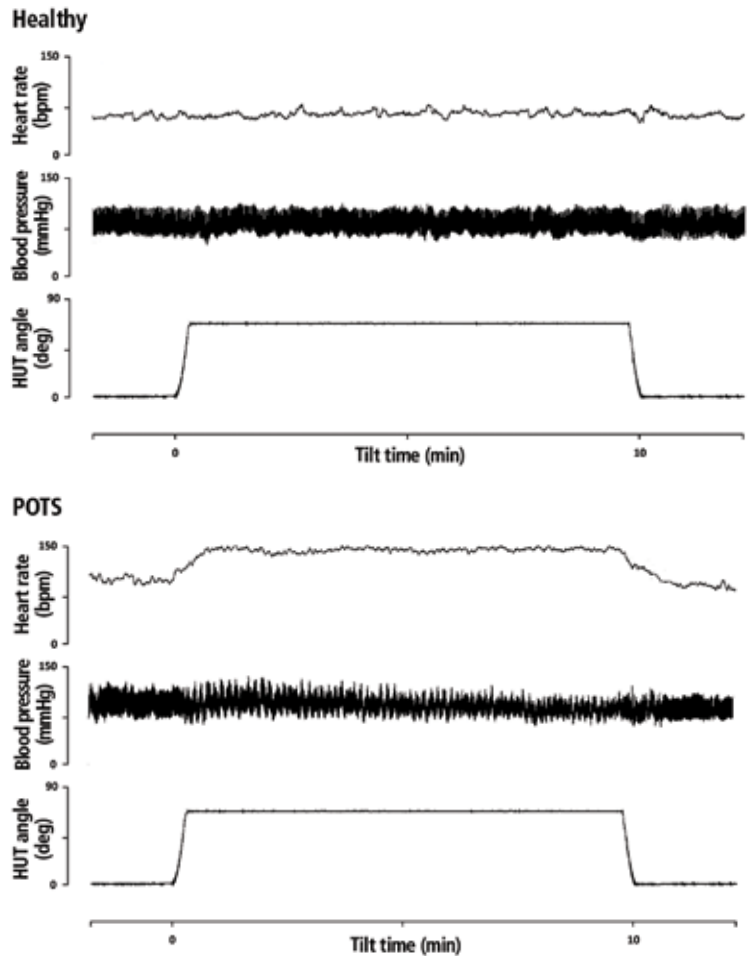 Healthy
150
Heart rate
(bpm)
0
150
Blood pressure
(mmHg)
0
90
HUT angle
(deg)
0
0
10
Tilt time (min)
POTS
150
Heart rate
(bpm)
0
150
Blood pressure
(mmHg)
0
90
HUT angle
(deg)
0
0
10
Tilt time (min)